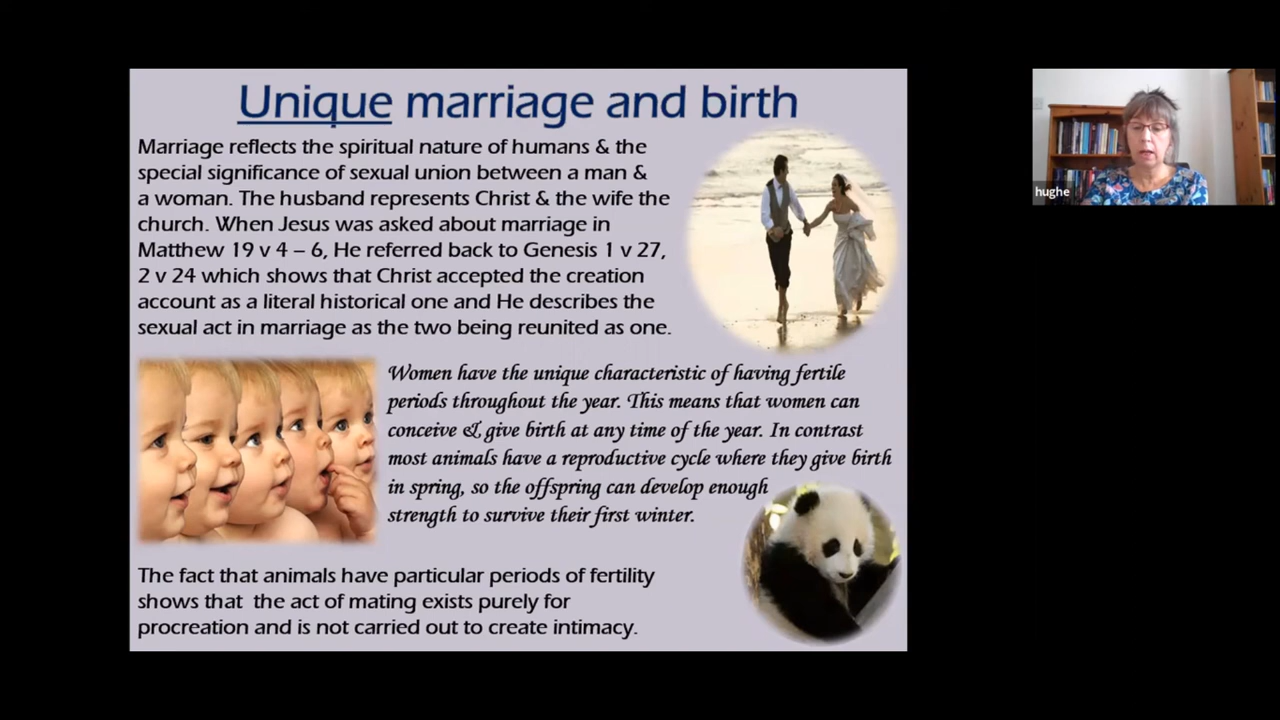 Unique marriage and birth
Marriage reflects the spiritual nature of humans & the
special significance of sexual union between a man &
a woman. The husband represents Christ & the wife the
church. When Jesus was asked about marriage in
Matthew 19 v 4 – 6, He referred back to Genesis 1 v 27,
2 v 24 which shows that Christ accepted the creation
account as a literal historical one and He describes the
sexual act in marriage as the two being reunited as one.
hughe
Women have the unique characteristic of having fertile
periods throughout the year. This means that women can
conceive & give birth at any time of the year. In contrast
most animals have a reproductive cycle where they give birth
in spring, so the offspring can develop enough
strength to survive their first winter.
The fact that animals have particular periods of fertility
shows that the act of mating exists purely for
procreation and is not carried out to create intimacy.